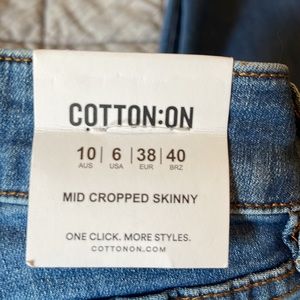 COTTON:ON
10 | 6 | 38 | 40
AUS USA EUR BRZ
MID CROPPED SKINNY
ONE CLICK. MORE STYLES.
COTTONON.COM